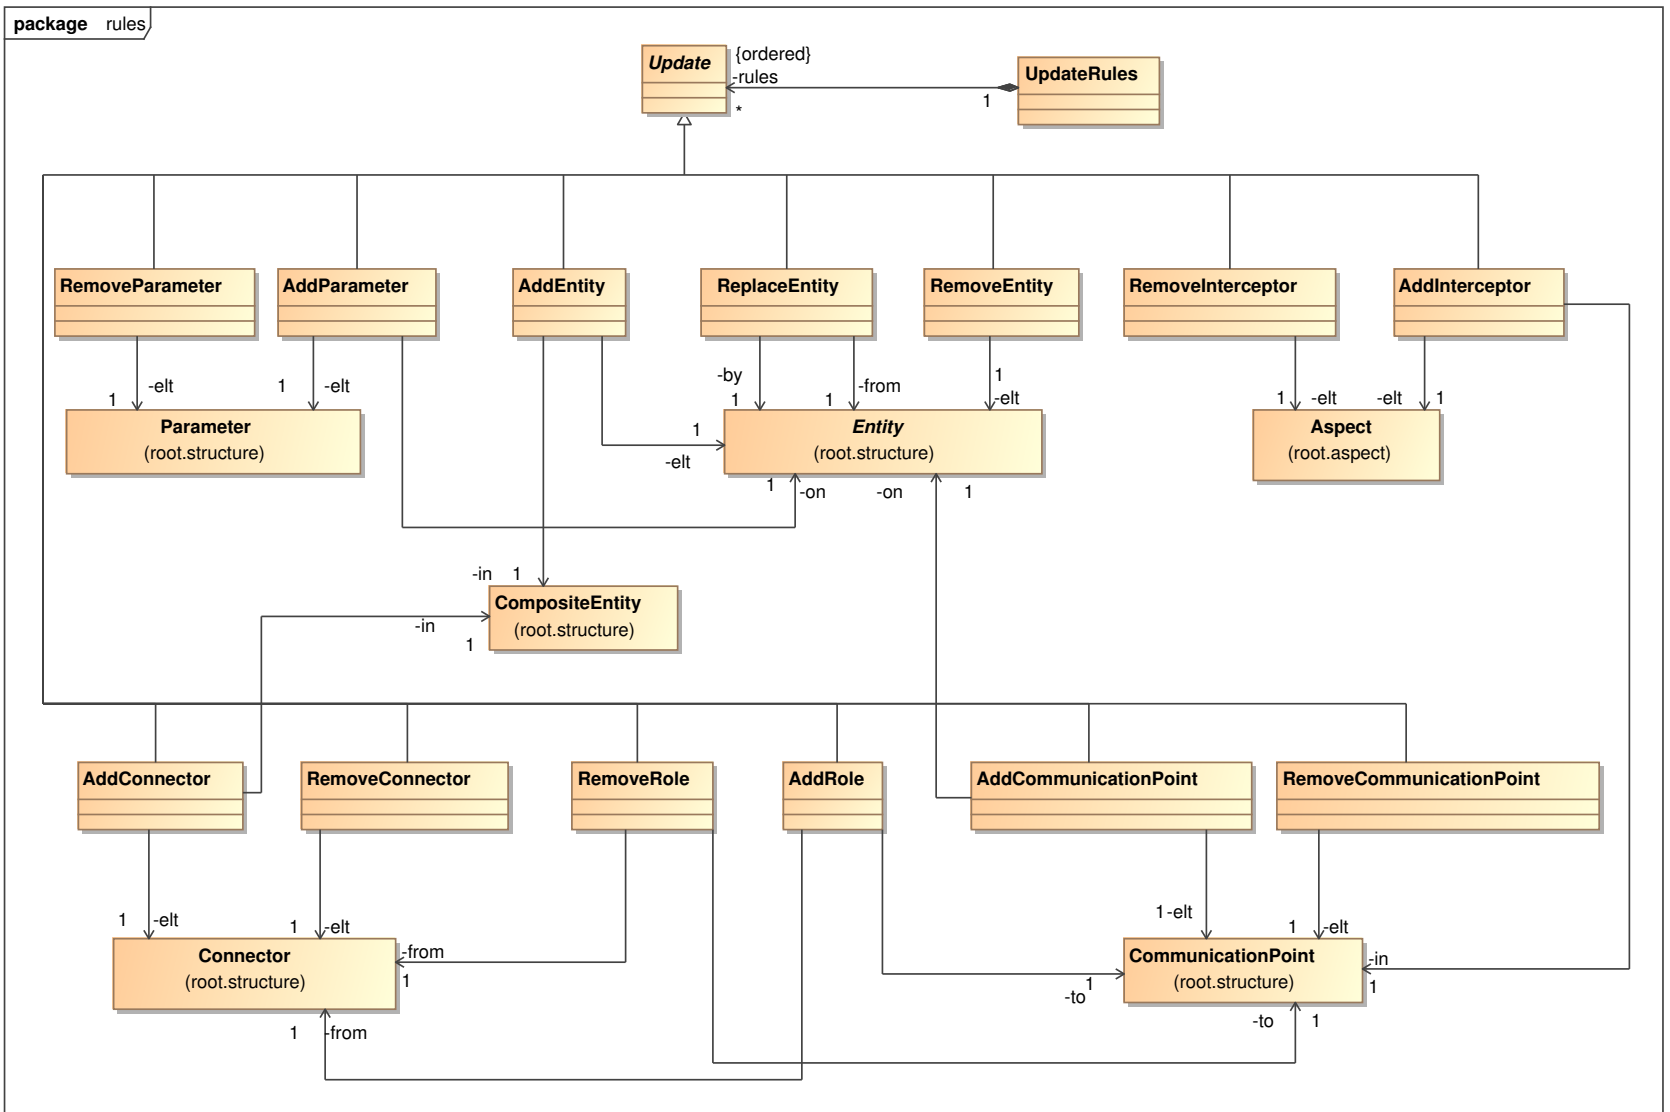 package rules
Update
{ordered}
-rules
*
1
UpdateRules
RemoveParameter
AddParameter
AddEntity
ReplaceEntity
RemoveEntity
RemoveInterceptor
AddInterceptor
1
-elt
1
-elt
-by
1
1
-from
1
-elt
1
-elt
-elt
1
Parameter
(root.structure)
1
-elt
Entity
(root.structure)
Aspect
(root.aspect)
1
-on
-on
1
-in
1
CompositeEntity
(root.structure)
-in
1
AddConnector
RemoveConnector
RemoveRole
AddRole
AddCommunicationPoint
RemoveCommunicationPoint
1
-elt
1
-elt
1
-elt
1
-elt
Connector
(root.structure)
-from
1
1
-to
CommunicationPoint
(root.structure)
-in
1
1
-from
-to
1